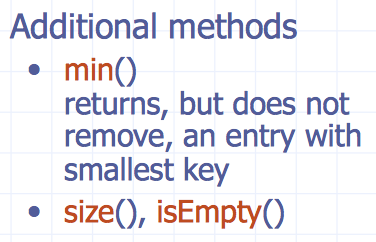 Additional methods
• min()
returns, but does not
remove, an entry with
smallest key
• size(), isEmpty()